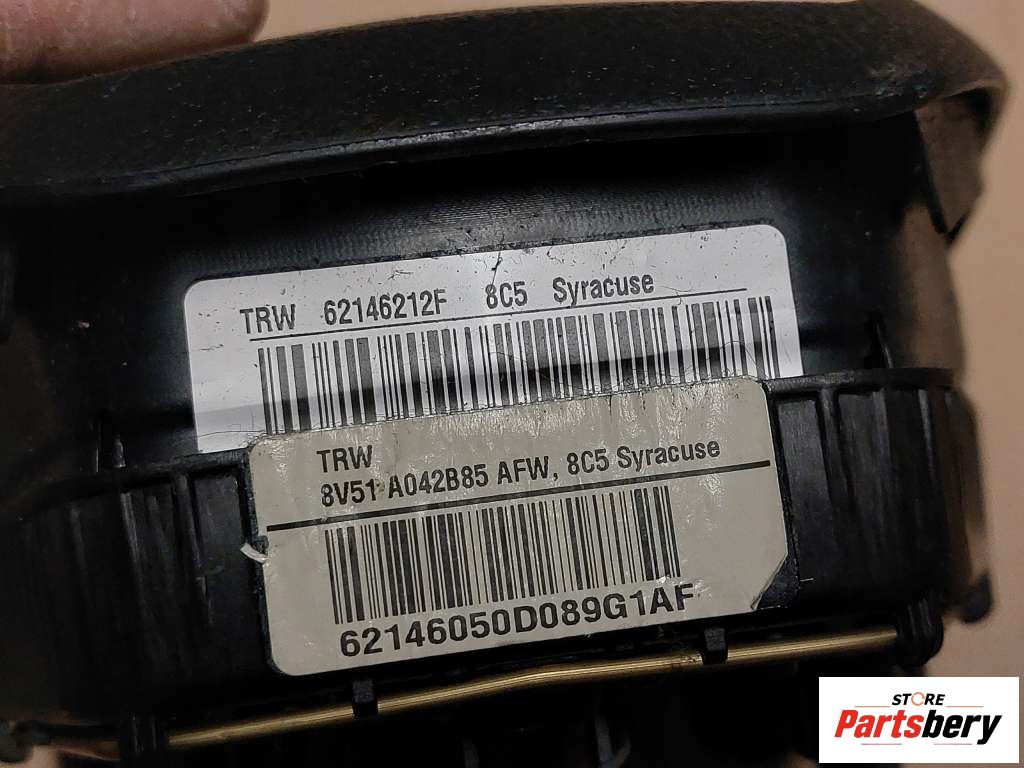 TRW 62146212F 8C5 Syracuse
TRW
8V51-A042B85 AFW, 8C5 Syracuse
62146050D089G1AF
STORE
Partsbery